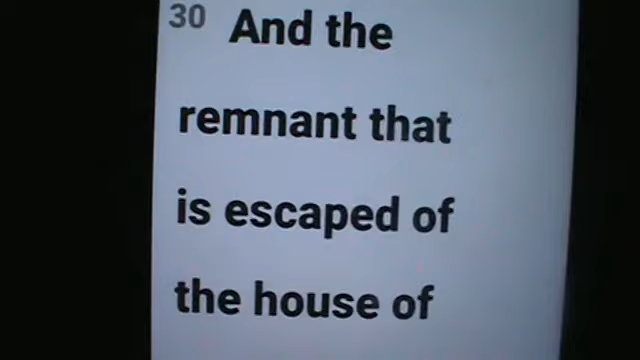 30 And the
remnant that
is escaped of
the house of